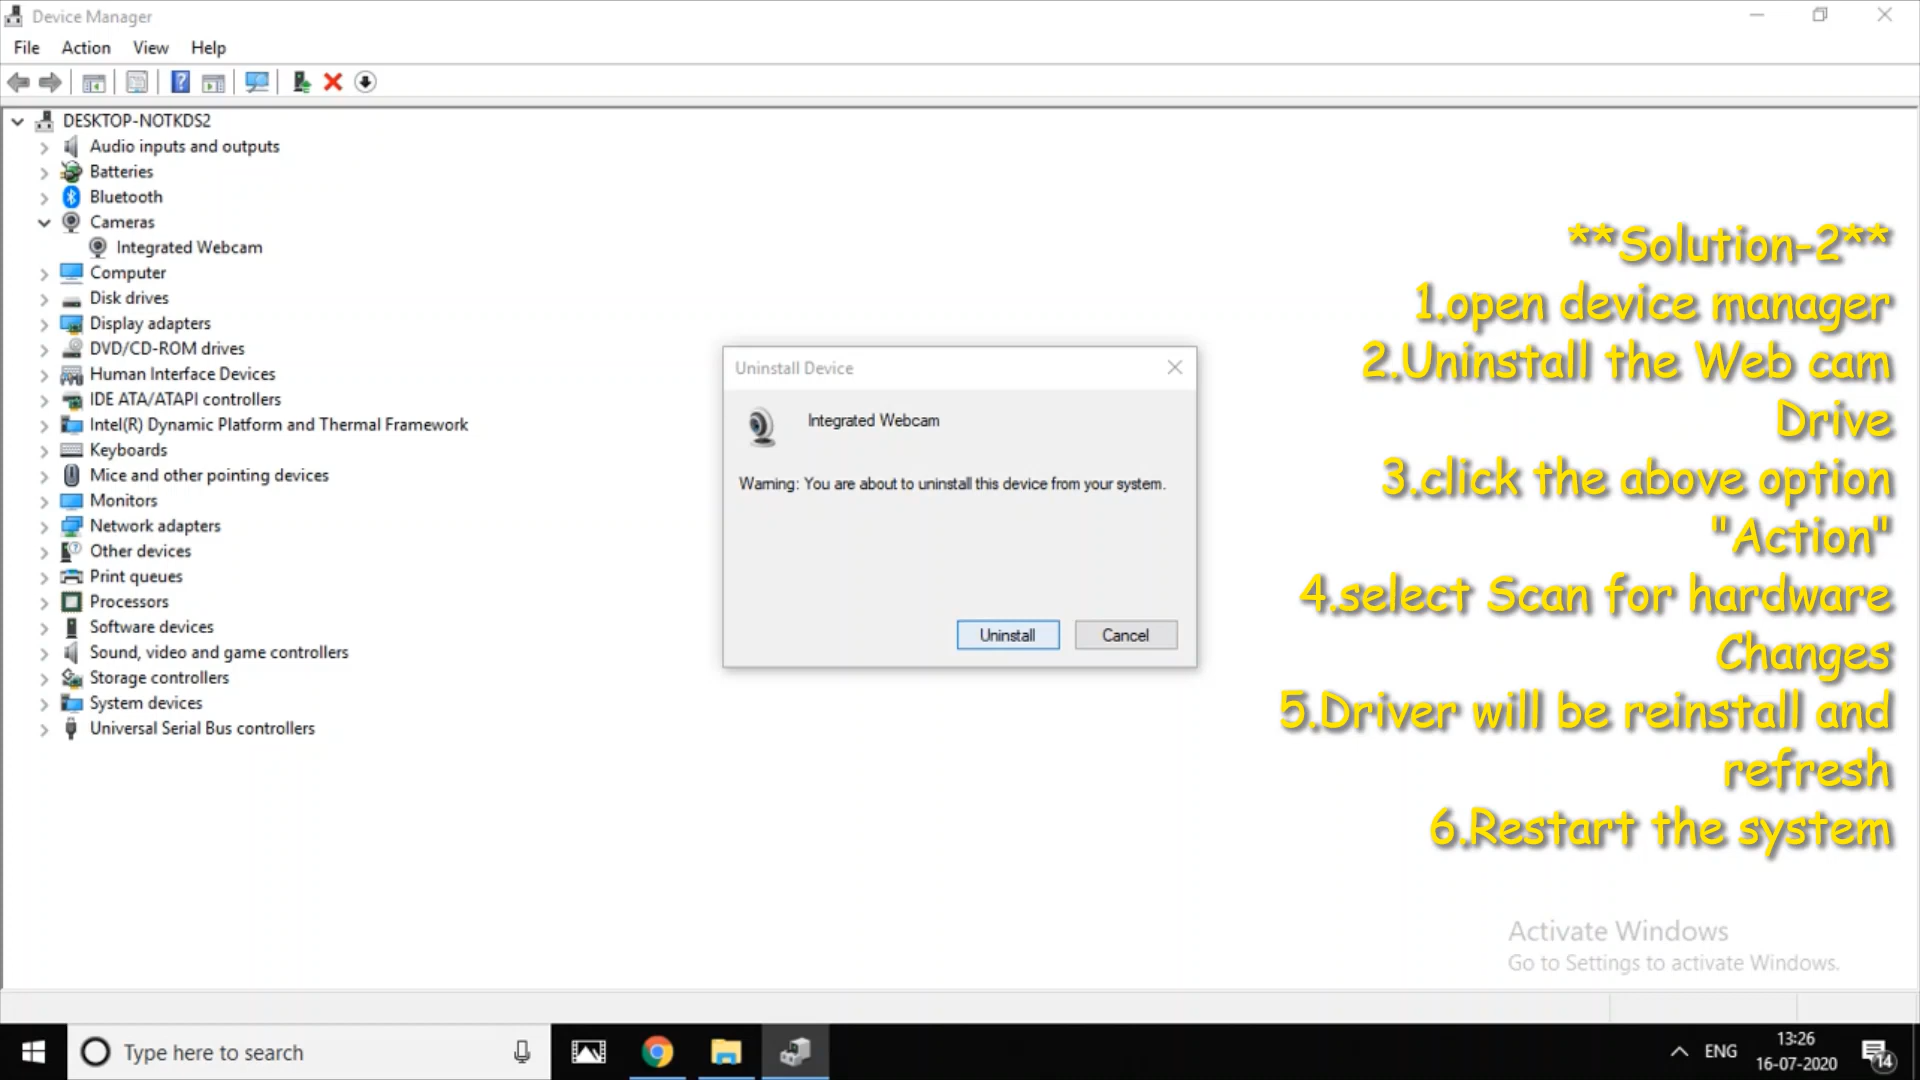 Device Manager
File Action View Help
DESKTOP-NOTKDS2
Audio inputs and outputs
Batteries
Bluetooth
Cameras
Integrated Webcam
Computer
Disk drives
Display adapters
DVD/CD-ROM drives
Human Interface Devices
IDE ATA/ATAPI controllers
Intel(R) Dynamic Platform and Thermal Framework
Keyboards
Mice and other pointing devices
Monitors
Network adapters
Other devices
Print queues
Processors
Software devices
Sound, video and game controllers
Storage controllers
System devices
Universal Serial Bus controllers
Uninstall Device
Integrated Webcam
Warning: You are about to uninstall this device from your system.
Uninstall Cancel
**Solution-2**
1.open device manager
2.Uninstall the Web cam
Drive
3.click the above option
"Action"
4.select Scan for hardware
Changes
5.Driver will be reinstall and
refresh
6.Restart the system
Activate Windows
Go to Settings to activate Windows.
Type here to search
ENG
13:26
16-07-2020
14